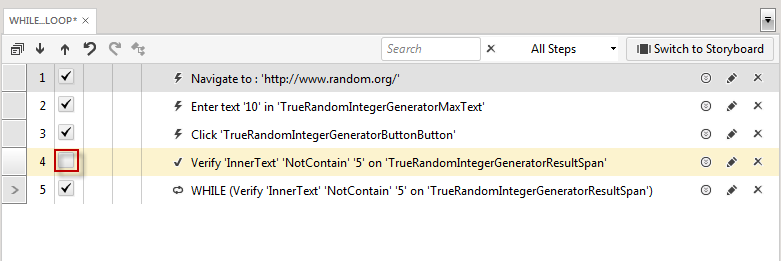 WHILE...LOOP*
Search All Steps Switch to Storyboard
1 Navigate to : 'http://www.random.org/'
2 Enter text '10' in 'TrueRandomIntegerGeneratorMaxText'
3 Click 'TrueRandomIntegerGeneratorButtonButton'
4 Verify 'InnerText' 'NotContain' '5' on 'TrueRandomIntegerGeneratorResultSpan'
5 WHILE (Verify 'InnerText' 'NotContain' '5' on 'TrueRandomIntegerGeneratorResultSpan')